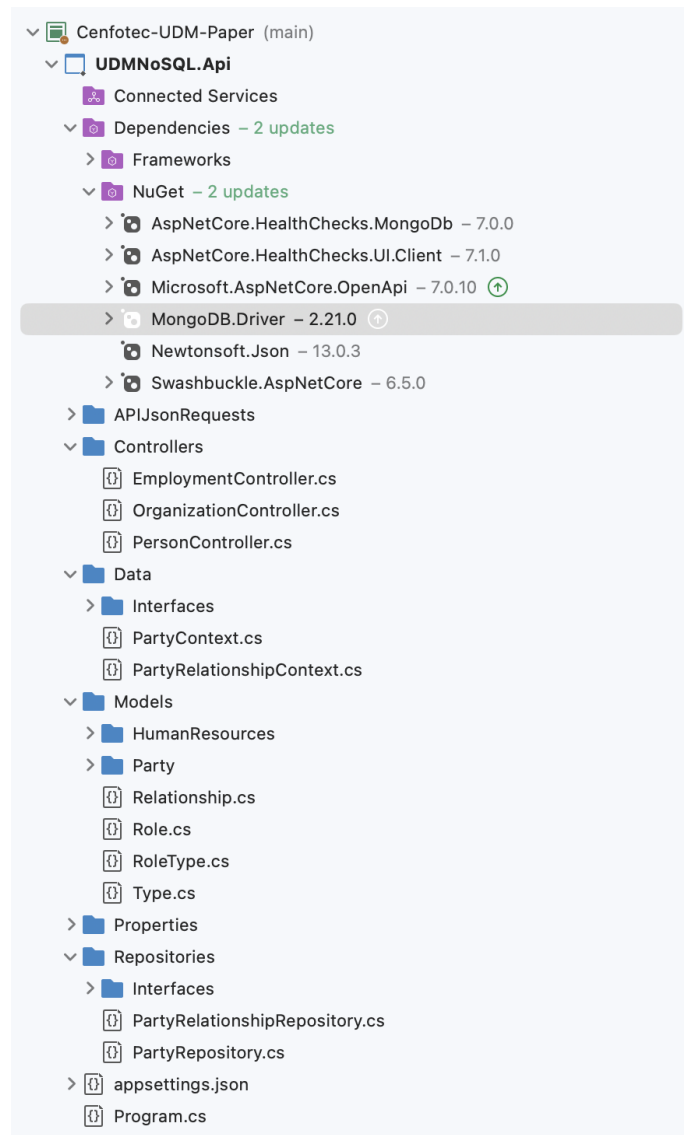 Cenfotec-UDM-Paper (main)
UDMNoSQL.Api
Connected Services
Dependencies – 2 updates
Frameworks
NuGet – 2 updates
AspNetCore.HealthChecks.MongoDb – 7.0.0
AspNetCore.HealthChecks.UI.Client – 7.1.0
Microsoft.AspNetCore.OpenApi – 7.0.10
MongoDB.Driver – 2.21.0
Newtonsoft.Json – 13.0.3
Swashbuckle.AspNetCore – 6.5.0
APIJsonRequests
Controllers
EmploymentController.cs
OrganizationController.cs
PersonController.cs
Data
Interfaces
PartyContext.cs
PartyRelationshipContext.cs
Models
HumanResources
Party
Relationship.cs
Role.cs
RoleType.cs
Type.cs
Properties
Repositories
Interfaces
PartyRelationshipRepository.cs
PartyRepository.cs
appsettings.json
Program.cs